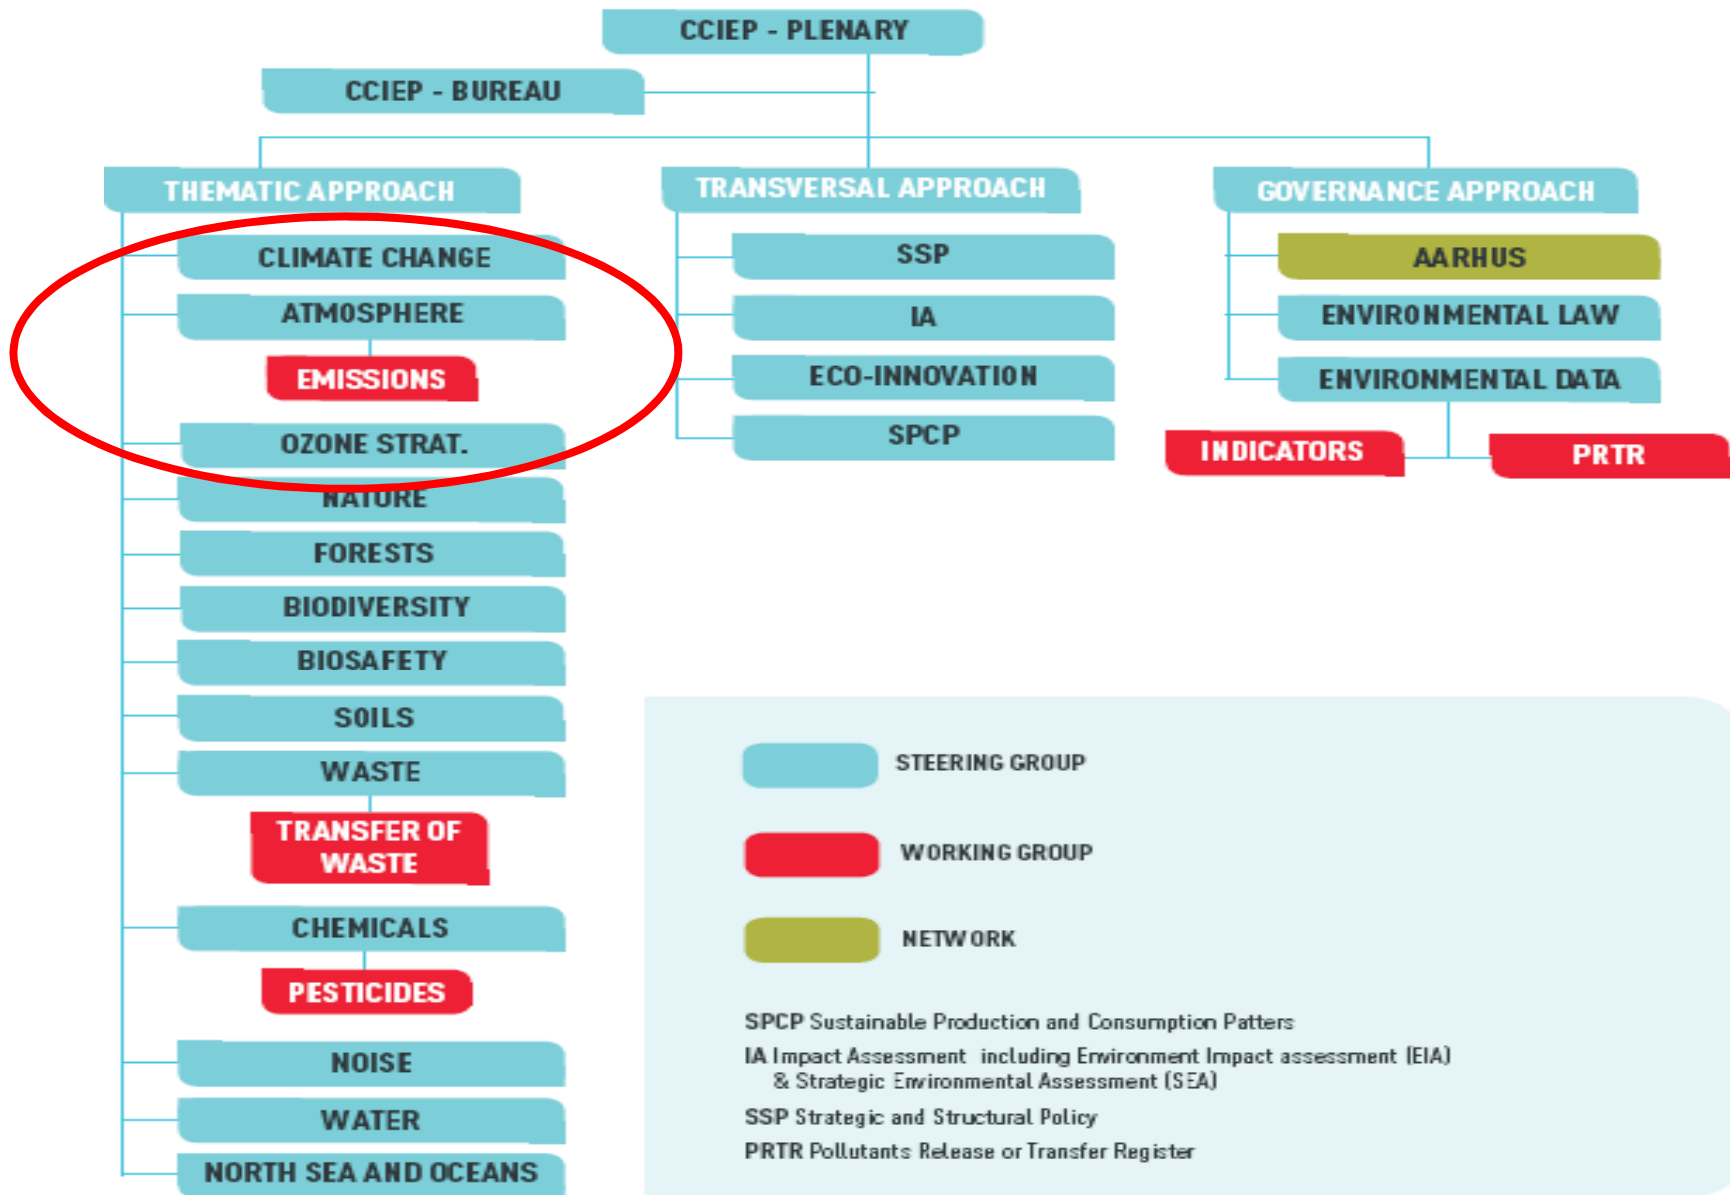 CCIEP - PLENARY
CCIEP - BUREAU
THEMATIC APPROACH
CLIMATE CHANGE
ATMOSPHERE
EMISSIONS
OZONE STRAT.
NATURE
FORESTS
BIODIVERSITY
BIOSAFETY
SOILS
WASTE
TRANSFER OF
WASTE
CHEMICALS
PESTICIDES
NOISE
WATER
NORTH SEA AND OCEANS
TRANSVERSAL APPROACH
SSP
IA
ECO-INNOVATION
SPCP
GOVERNANCE APPROACH
AARHUS
ENVIRONMENTAL LAW
ENVIRONMENTAL DATA
INDICATORS
PRTR
STEERING GROUP
WORKING GROUP
NETWORK
SPCP Sustainable Production and Consumption Patters
IA Impact Assessment including Environment Impact assessment (EIA)
& Strategic Environmental Assessment (SEA)
SSP Strategic and Structural Policy
PRTR Pollutants Release or Transfer Register